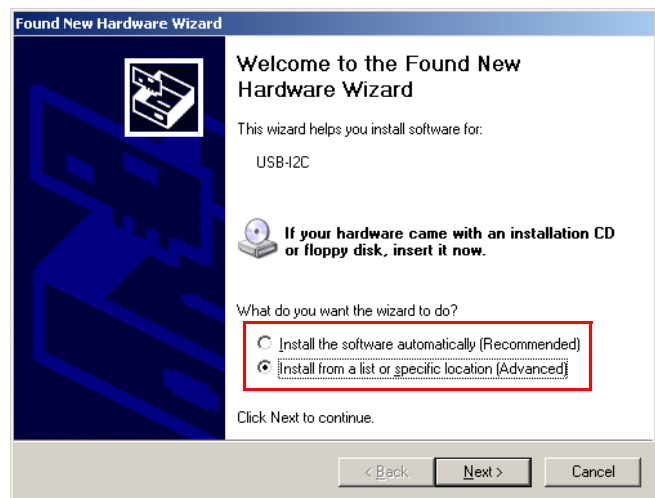 Found New Hardware Wizard
Welcome to the Found New
Hardware Wizard
This wizard helps you install software for:
USB-I2C
If your hardware came with an installation CD
or floppy disk, insert it now.
What do you want the wizard to do?
Install the software automatically (Recommended)
Install from a list or specific location (Advanced)
Click Next to continue.
< Back Next > Cancel